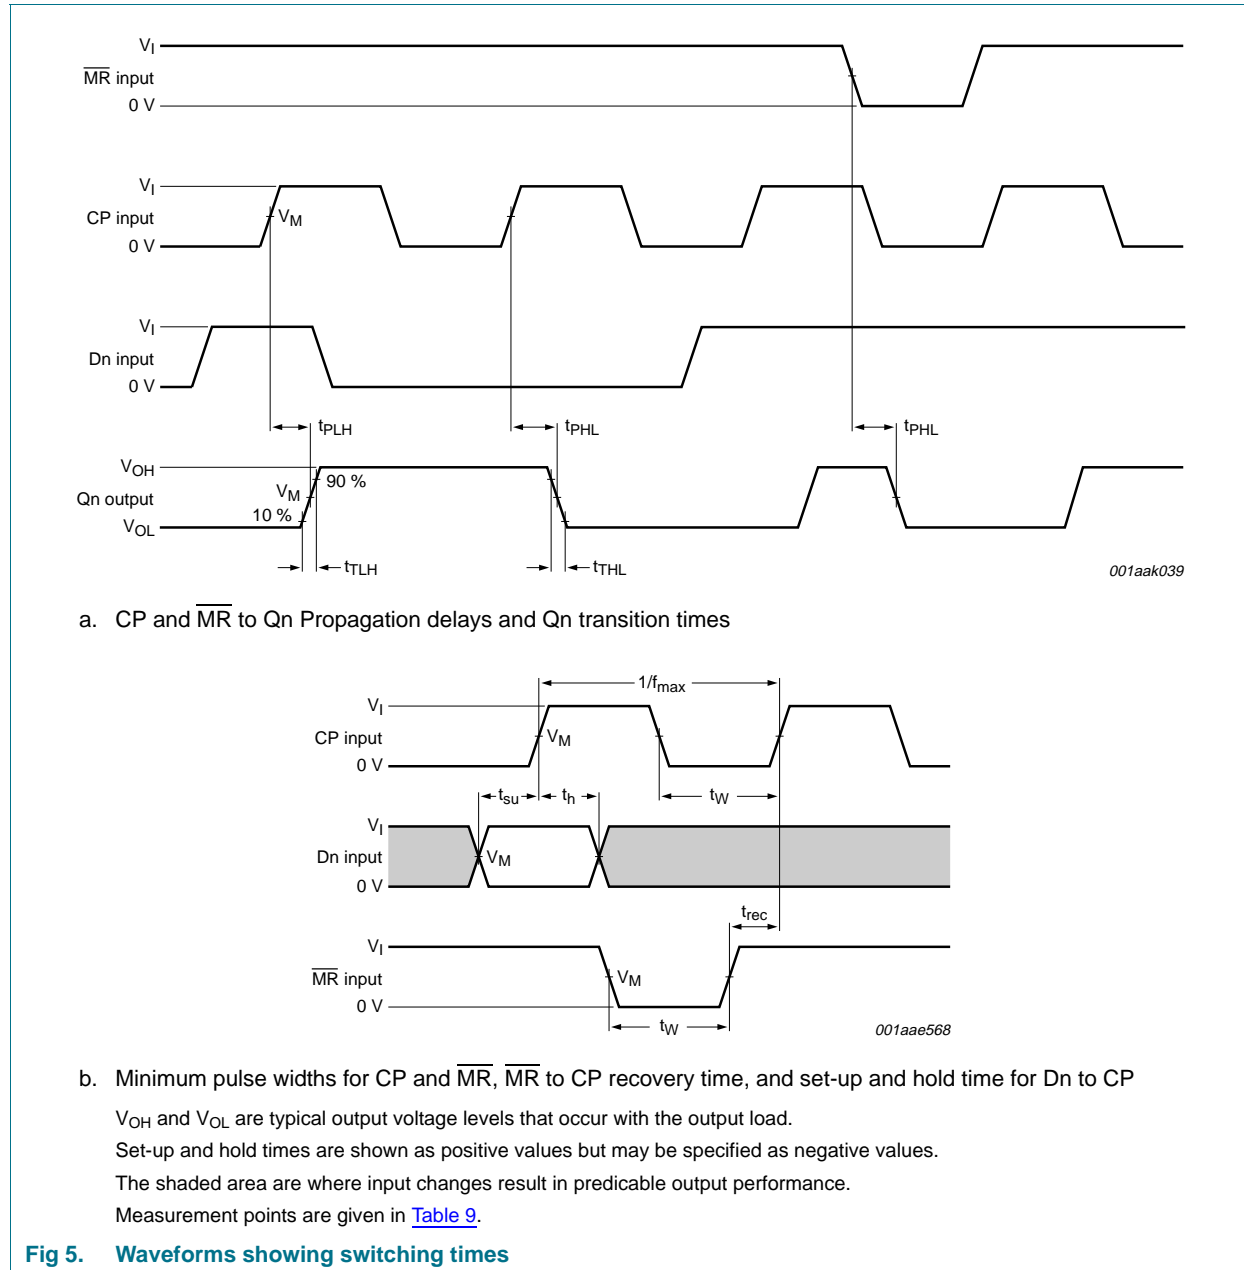 VI
MR input
0 V
VI
CP input
VM
0 V
VI
Dn input
0 V
tPLH
tPHL
tPHL
VOH
Qn output
VM
90 %
10 %
VOL
tTLH
tTHL
001aak039
a. CP and MR to Qn Propagation delays and Qn transition times
1/fmax
VI
CP input
VM
0 V
tsu
th
tW
VI
Dn input
VM
0 V
trec
VI
MR input
VM
0 V
tW
001aae568
b. Minimum pulse widths for CP and MR, MR to CP recovery time, and set-up and hold time for Dn to CP
VOH and VOL are typical output voltage levels that occur with the output load.
Set-up and hold times are shown as positive values but may be specified as negative values.
The shaded area are where input changes result in predicable output performance.
Measurement points are given in Table 9.
Fig 5. Waveforms showing switching times